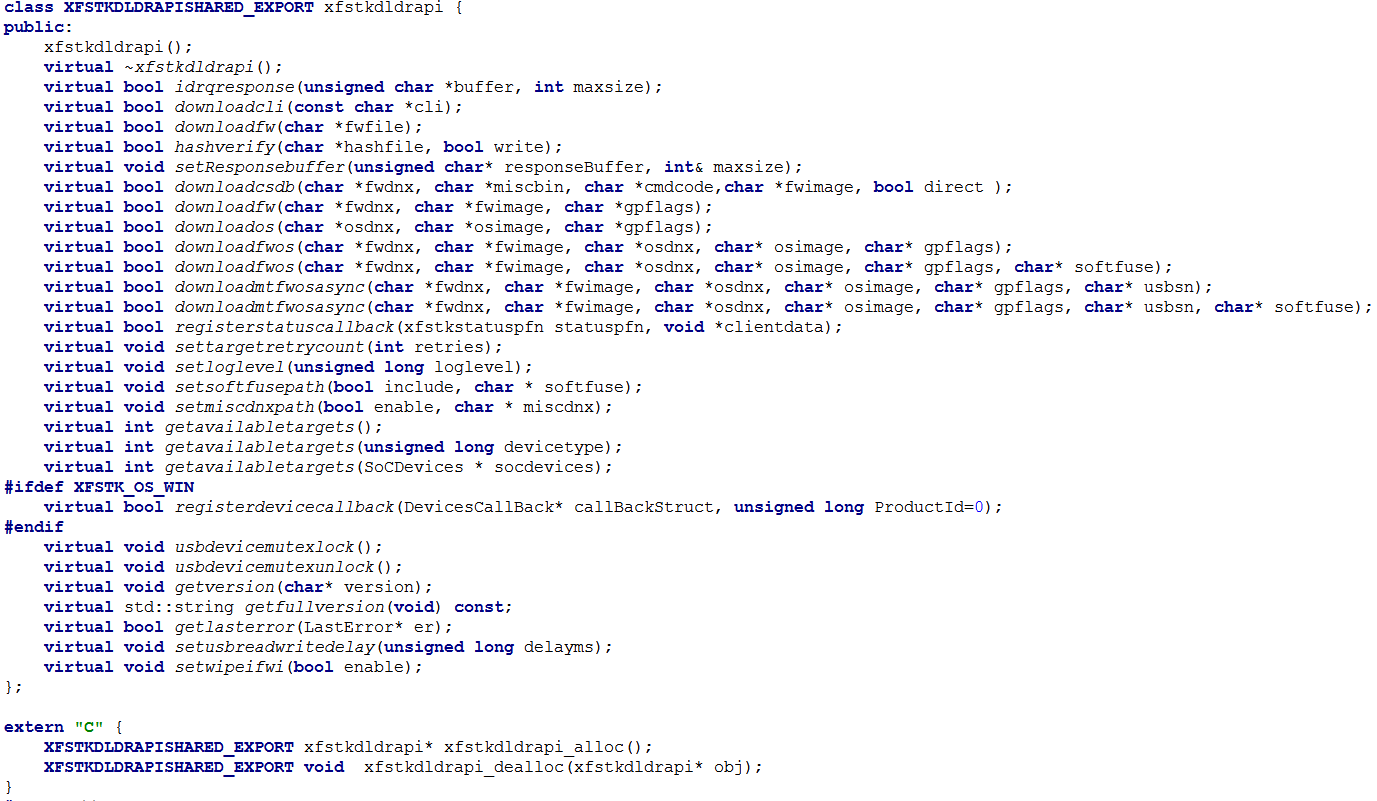 class XFSTKDLDRAPISHARED_EXPORT xfstkdldrapi {
public:
    xfstkdldrapi();
    virtual ~xfstkdldrapi();
    virtual bool idrqresponse(unsigned char *buffer, int maxsize);
    virtual bool downloadcli(const char *cli);
    virtual bool downloadfw(char *fwfile);
    virtual bool hashverify(char *hashfile, bool write);
    virtual void setResponsebuffer(unsigned char* responseBuffer, int& maxsize);
    virtual bool downloadcsdb(char *fwdnx, char *miscbin, char *cmdcode,char *fwimage, bool direct );
    virtual bool downloadfw(char *fwdnx, char *fwimage, char *gpflags);
    virtual bool downloados(char *osdnx, char *osimage, char *gpflags);
    virtual bool downloadfwos(char *fwdnx, char *fwimage, char *osdnx, char* osimage, char* gpflags);
    virtual bool downloadfwos(char *fwdnx, char *fwimage, char *osdnx, char* osimage, char* gpflags, char* softfuse);
    virtual bool downloadmtfwosasync(char *fwdnx, char *fwimage, char *osdnx, char* osimage, char* gpflags, char* usbsn);
    virtual bool downloadmtfwosasync(char *fwdnx, char *fwimage, char *osdnx, char* osimage, char* gpflags, char* usbsn, char* softfuse);
    virtual bool registerstatuscallback(xfstkstatuspfn statuspfn, void *clientdata);
    virtual void settargetretrycount(int retries);
    virtual void setloglevel(unsigned long loglevel);
    virtual void setsoftfusepath(bool include, char * softfuse);
    virtual void setmiscdnxpath(bool enable, char * miscdnx);
    virtual int getavailabletargets();
    virtual int getavailabletargets(unsigned long devicetype);
    virtual int getavailabletargets(SoCDevices * socdevices);
#ifdef XFSTK_OS_WIN
    virtual bool registerdevicecallback(DevicesCallBack* callBackStruct, unsigned long ProductId=0);
#endif
    virtual void usbdevicemutexlock();
    virtual void usbdevicemutexunlock();
    virtual void getversion(char* version);
    virtual std::string getfullversion(void) const;
    virtual bool getlasterror(LastError* er);
    virtual void setusbreadwritedelay(unsigned long delayms);
    virtual void setwipeifwi(bool enable);
};

extern "C" {
    XFSTKDLDRAPISHARED_EXPORT xfstkdldrapi* xfstkdldrapi_alloc();
    XFSTKDLDRAPISHARED_EXPORT void  xfstkdldrapi_dealloc(xfstkdldrapi* obj);
}